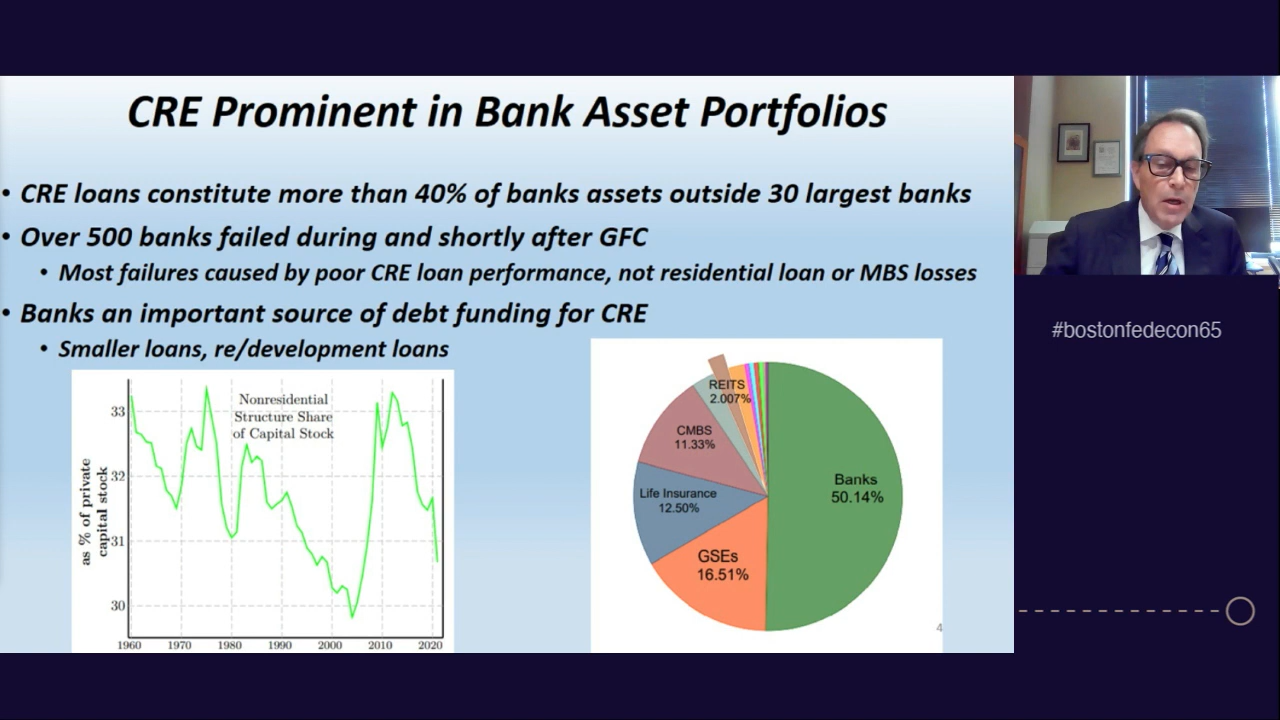 CRE Prominent in Bank Asset Portfolios
• CRE loans constitute more than 40% of banks assets outside 30 largest banks
• Over 500 banks failed during and shortly after GFC
• Most failures caused by poor CRE loan performance, not residential loan or MBS losses
• Banks an important source of debt funding for CRE
• Smaller loans, re/development loans
Nonresidential
Structure Share
of Capital Stock
as % of private
capital stock
33
32
31
30
1960 1970 1980 1990 2000 2010 2020
REITS
2.007%
CMBS
11.33%
Life Insurance
12.50%
GSEs
16.51%
Banks
50.14%
4
#bostonfedecon65